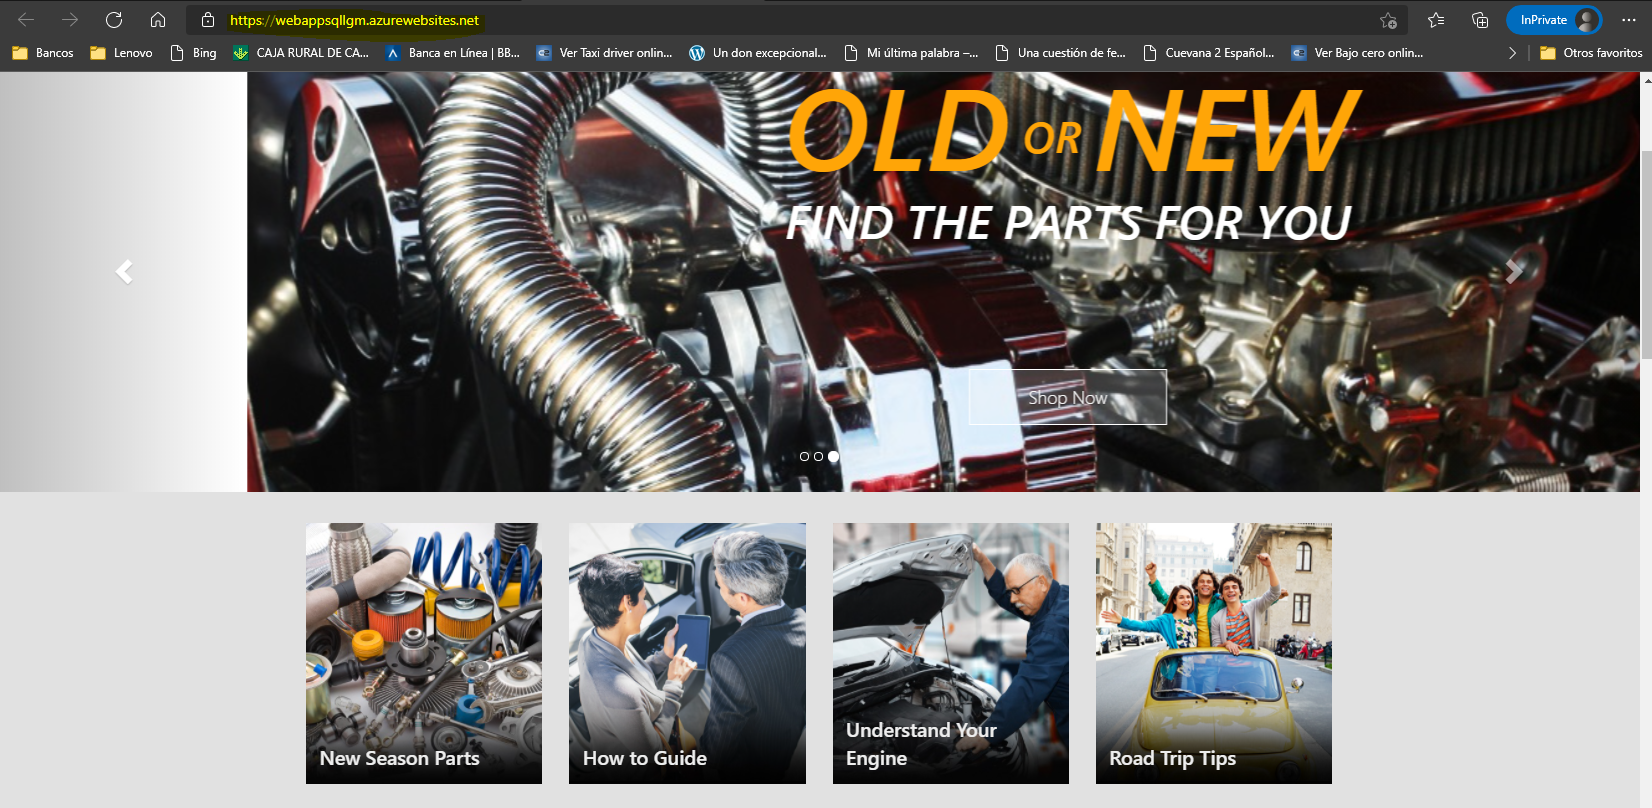 https://webappsqllgm.azurewebsites.net
InPrivate
Bancos
Lenovo
Bing
CAJA RURAL DE CA...
Banca en Línea | BB...
Ver Taxi driver onlin...
Un don excepcional...
Mi última palabra –...
Una cuestión de fe...
Cuevana 2 Español...
Ver Bajo cero onlin...
Otros favoritos
OLD OR NEW
FIND THE PARTS FOR YOU
Shop Now
New Season Parts
How to Guide
Understand Your
Engine
Road Trip Tips